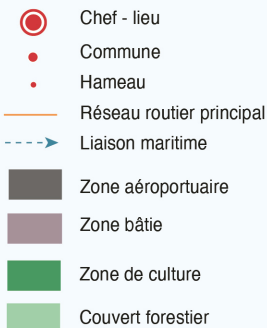 Chef - lieu
Commune
Hameau
Réseau routier principal
Liaison maritime
Zone aéroportuaire
Zone bâtie
Zone de culture
Couvert forestier